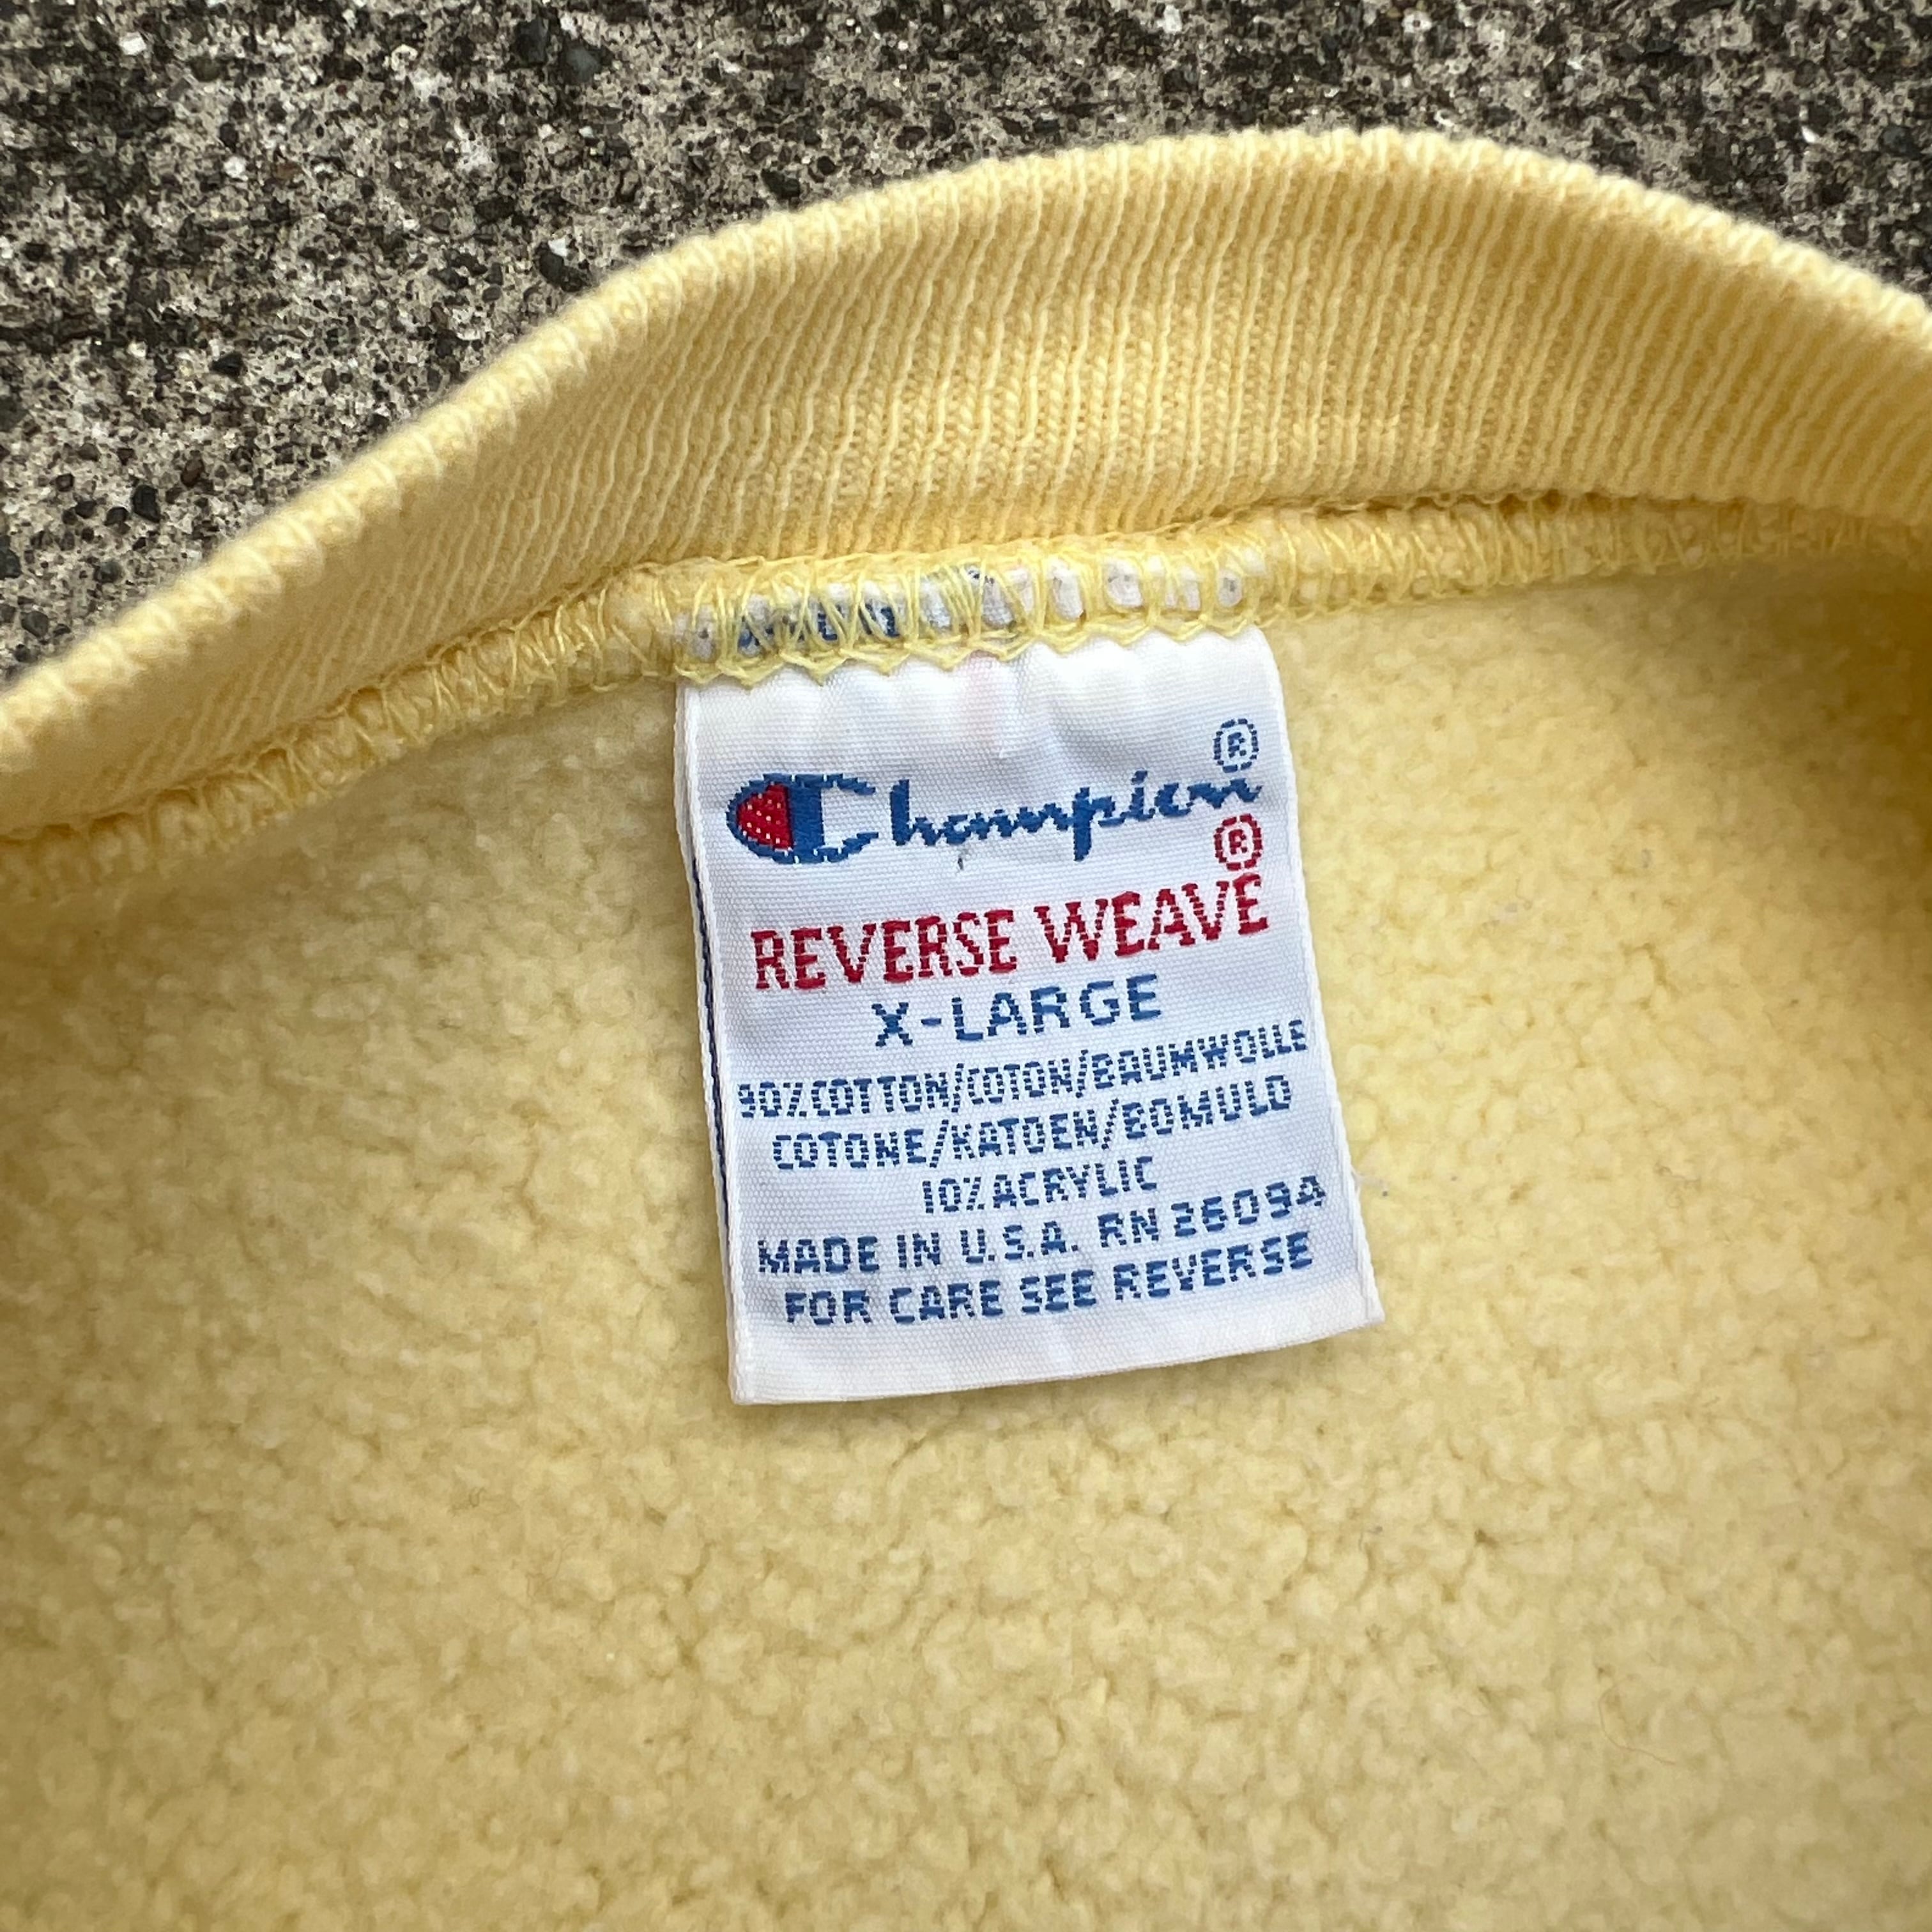 Champion®
REVERSE WEAVE®
X-LARGE
90% COTTON/COTON/BAUMWOLLE
COTONE/KATOEN/BOMULD
10% ACRYLIC
MADE IN U.S.A. RN 26094
FOR CARE SEE REVERSE